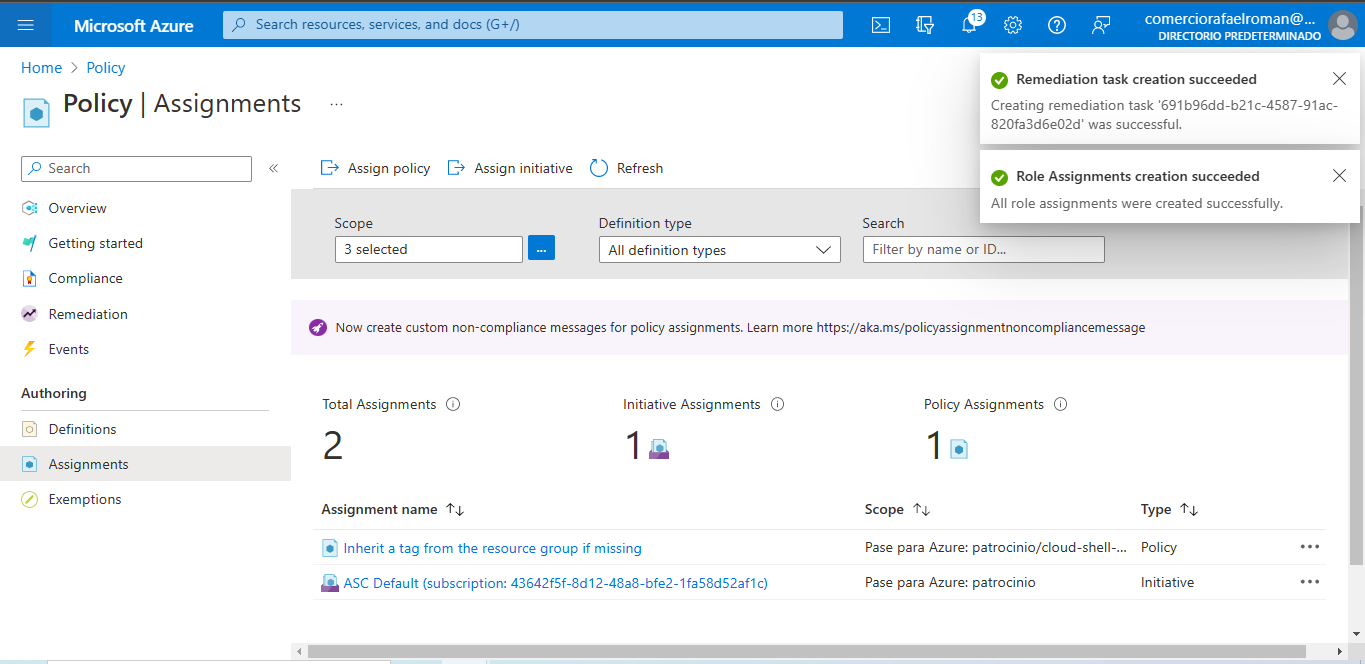 Microsoft Azure
Search resources, services, and docs (G+/)
13
comerciorafaelroman@...
DIRECTORIO PREDETERMINADO
Home > Policy
Policy | Assignments ...
Remediation task creation succeeded
Creating remediation task '691b96dd-b21c-4587-91ac-
820fa3d6e02d' was successful.
Role Assignments creation succeeded
All role assignments were created successfully.
Search
«
Overview
Getting started
Compliance
Remediation
Events
Authoring
Definitions
Assignments
Exemptions
Assign policy Assign initiative Refresh
Scope Definition type Search
3 selected ... All definition types Filter by name or ID...
Now create custom non-compliance messages for policy assignments. Learn more https://aka.ms/policyassignmentnoncompliancemessage
Total Assignments Initiative Assignments Policy Assignments
2 1 1
Assignment name ↑↓ Scope ↑↓ Type ↑↓
Inherit a tag from the resource group if missing Pase para Azure: patrocinio/cloud-shell-... Policy ...
ASC Default (subscription: 43642f5f-8d12-48a8-bfe2-1fa58d52af1c) Pase para Azure: patrocinio Initiative ...